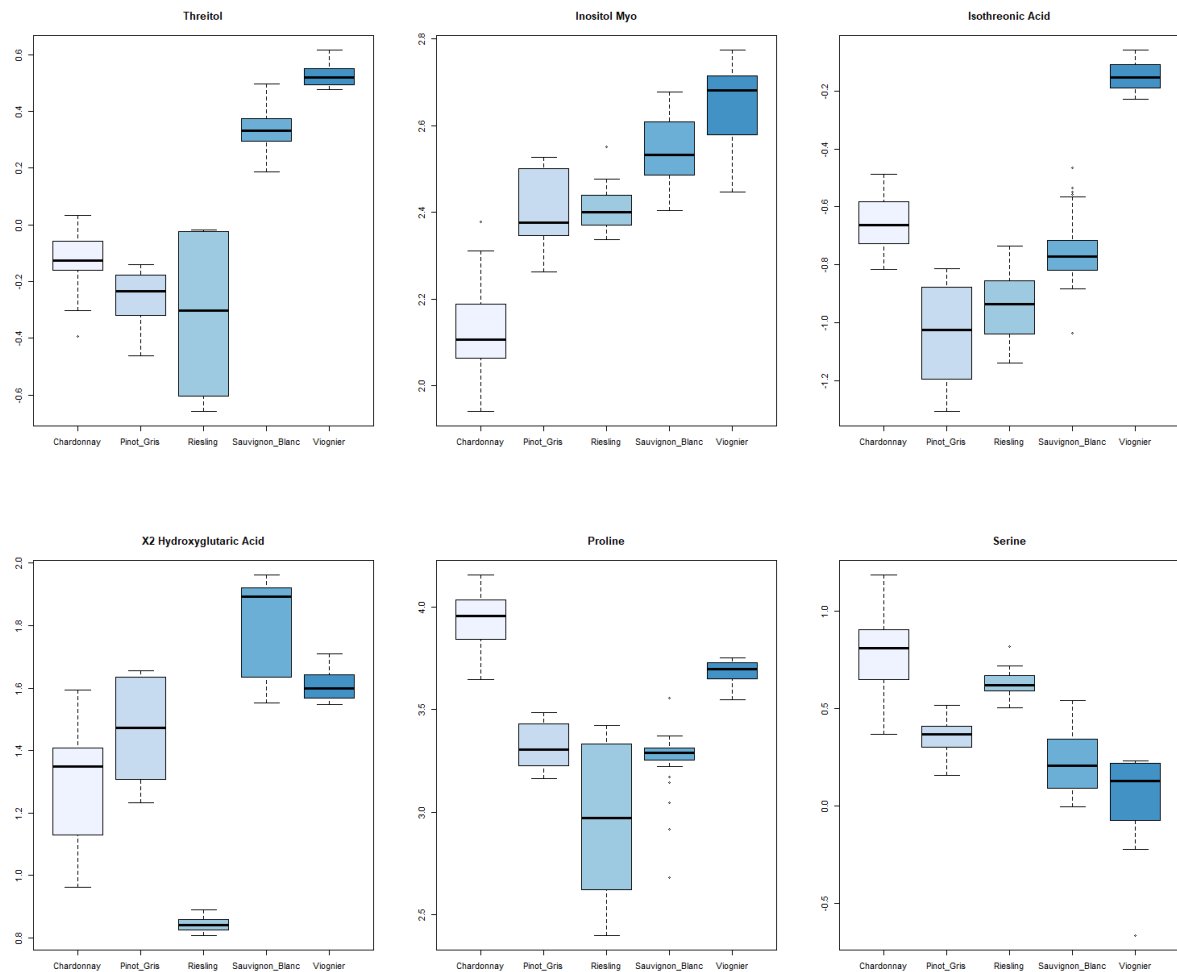 Threitol
0.6
0.4
0.2
0.0
-0.2
-0.4
-0.6
Chardonnay Pinot_Gris Riesling Sauvignon_Blanc Viognier
Inositol Myo
2.8
2.6
2.4
2.2
2.0
Chardonnay Pinot_Gris Riesling Sauvignon_Blanc Viognier
Isothreonic Acid
-0.2
-0.4
-0.6
-0.8
-1.0
-1.2
Chardonnay Pinot_Gris Riesling Sauvignon_Blanc Viognier
X2 Hydroxyglutaric Acid
2.0
1.8
1.6
1.4
1.2
1.0
0.8
Chardonnay Pinot_Gris Riesling Sauvignon_Blanc Viognier
Proline
4.0
3.5
3.0
2.5
Chardonnay Pinot_Gris Riesling Sauvignon_Blanc Viognier
Serine
1.0
0.5
0.0
-0.5
Chardonnay Pinot_Gris Riesling Sauvignon_Blanc Viognier